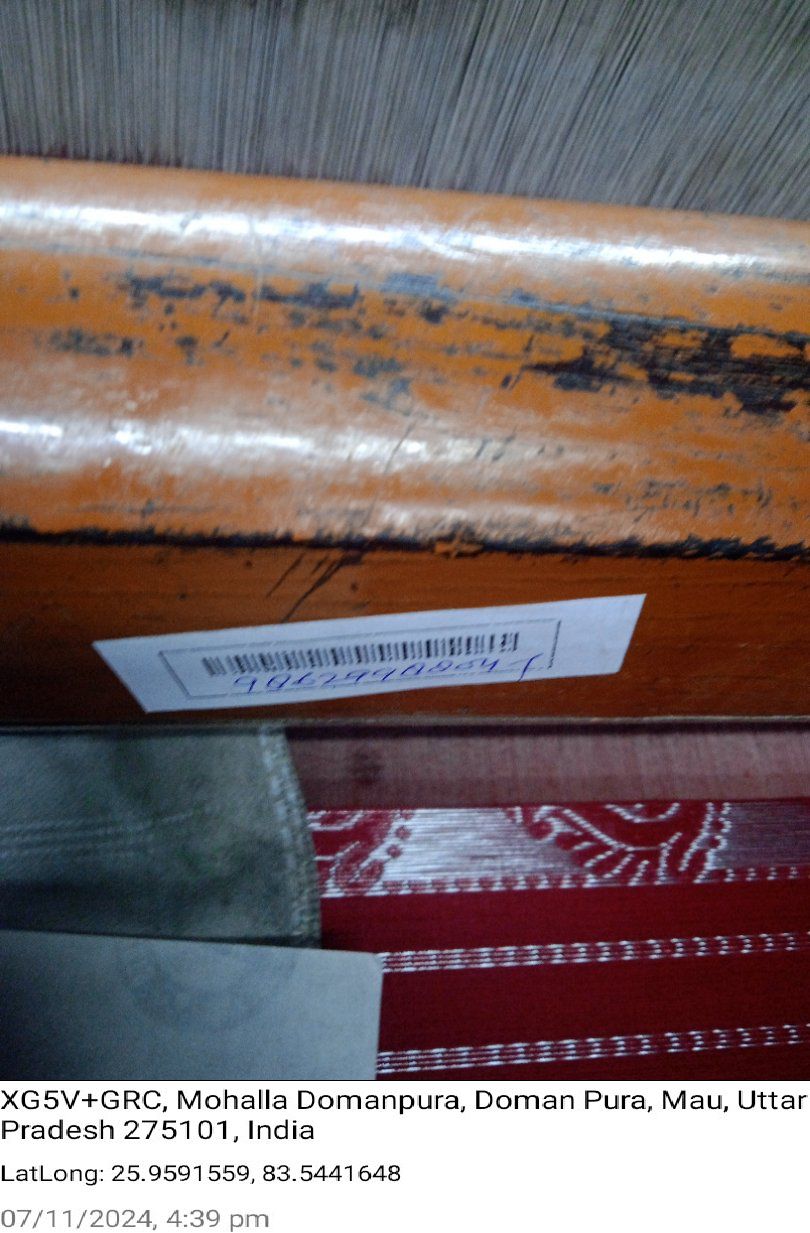 XG5V+GRC, Mohalla Domanpura, Doman Pura, Mau, Uttar
Pradesh 275101, India
LatLong: 25.9591559, 83.5441648
07/11/2024, 4:39 pm